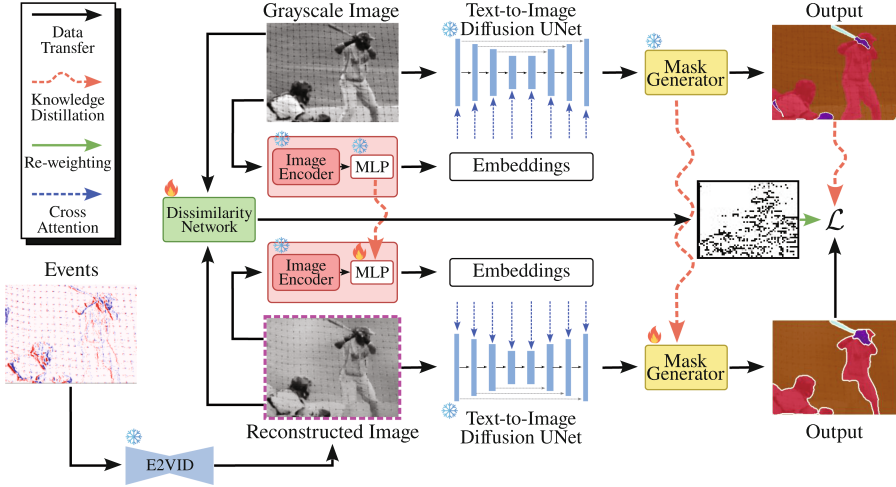 Data
Transfer
Knowledge
Distillation
Re-weighting
Cross
Attention
Grayscale Image
Text-to-Image
Diffusion UNet
Mask
Generator
Output
Image
Encoder
MLP
Embeddings
Dissimilarity
Network
ℒ
Image
Encoder
MLP
Embeddings
Events
Mask
Generator
Reconstructed Image
Text-to-Image
Diffusion UNet
Output
E2VID